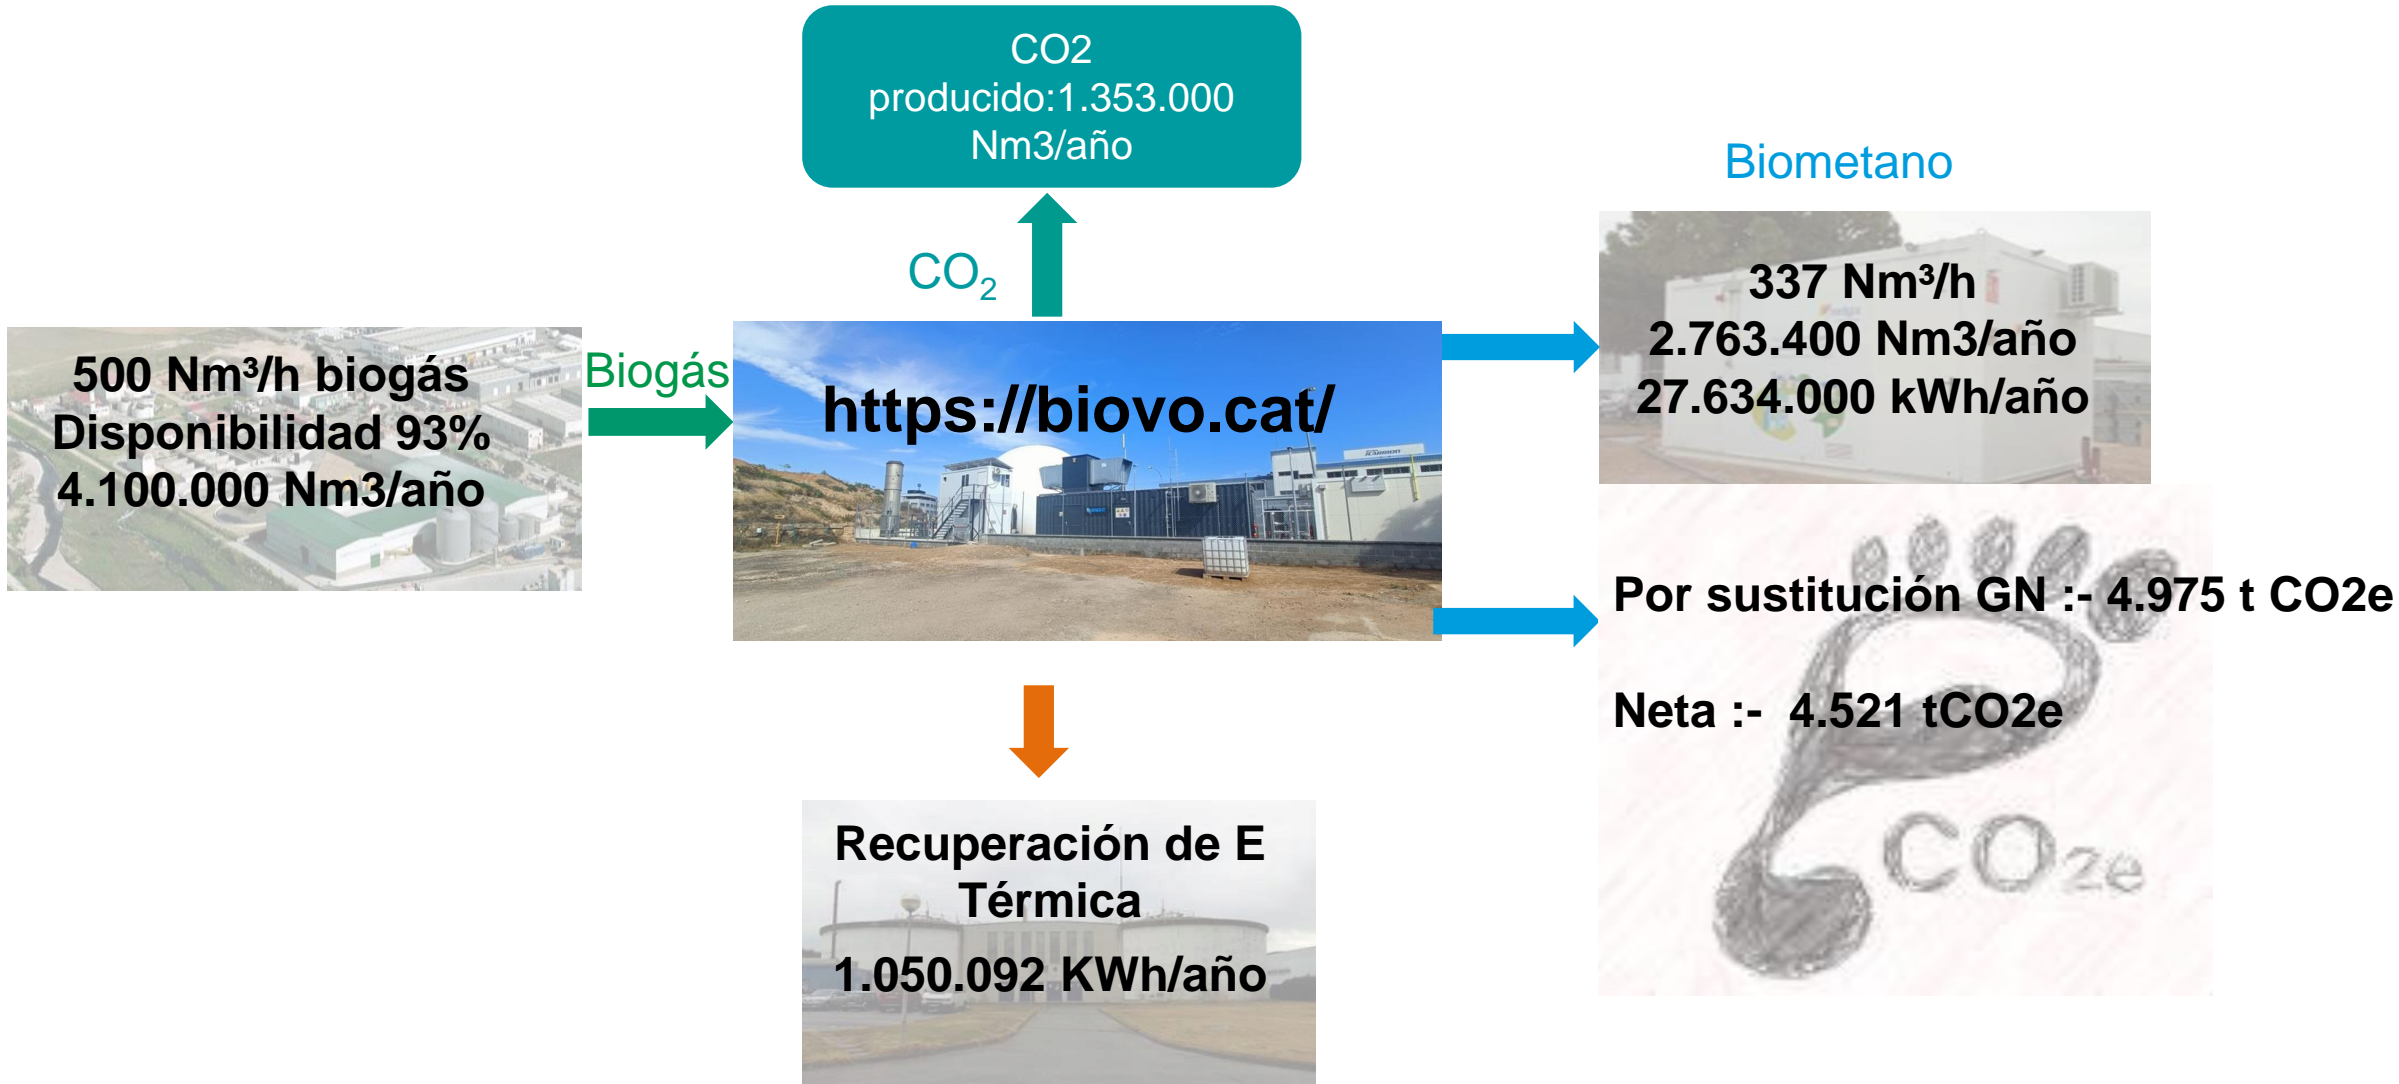 CO2
producido:1.353.000
Nm3/año
Biometano
CO₂
337 Nm³/h
2.763.400 Nm3/año
27.634.000 kWh/año
500 Nm³/h biogás
Disponibilidad 93%
4.100.000 Nm3/año
Biogás
https://biovo.cat/
Por sustitución GN :- 4.975 t CO2e
Neta :-  4.521 tCO2e
CO2e
Recuperación de E
Térmica
1.050.092 KWh/año